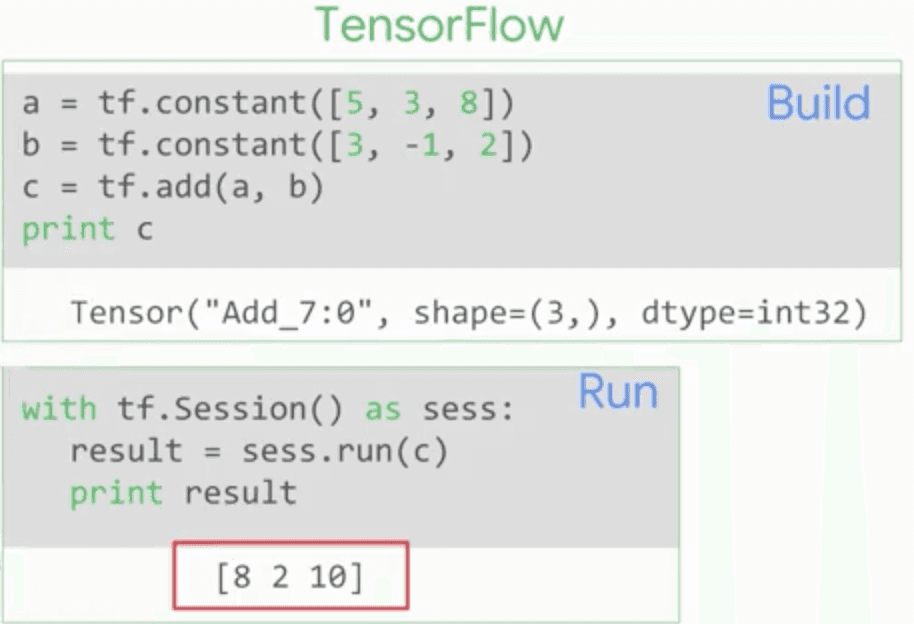 TensorFlow
Build
a = tf.constant([5, 3, 8])
b = tf.constant([3, -1, 2])
c = tf.add(a, b)
print c
Tensor("Add_7:0", shape=(3,), dtype=int32)
Run
with tf.Session() as sess:
result = sess.run(c)
print result
[8 2 10]